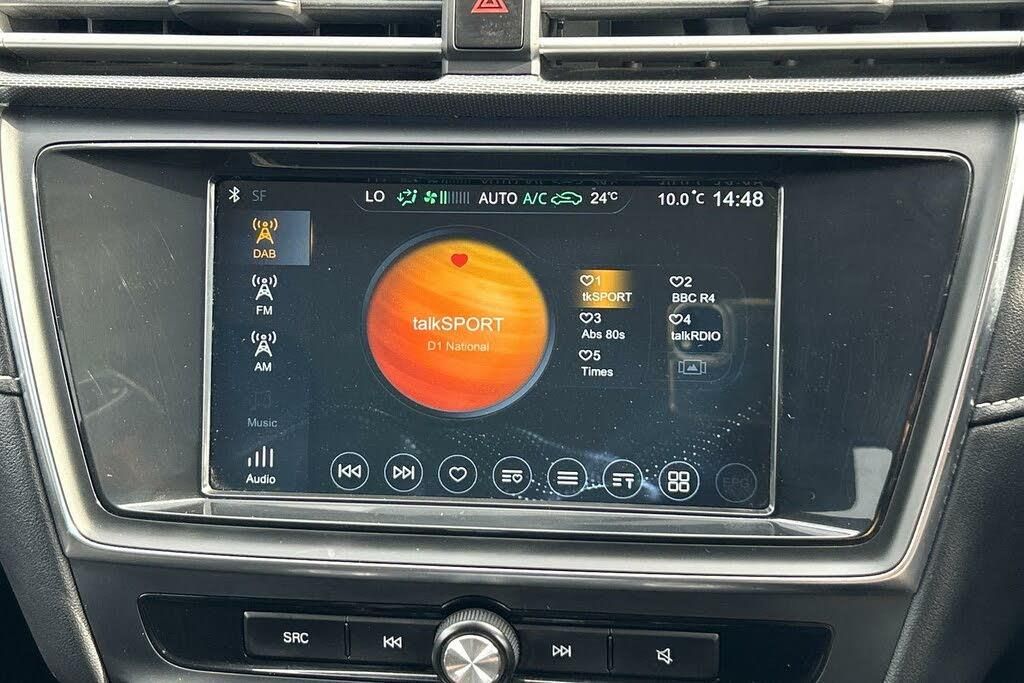 SF
LO AUTO A/C 24°C 10.0°C 14:48
DAB
FM
AM
Music
Audio
talkSPORT
D1 National
1
tkSPORT
2
BBC R4
3
Abs 80s
4
talkRDIO
5
Times
EPG
SRC